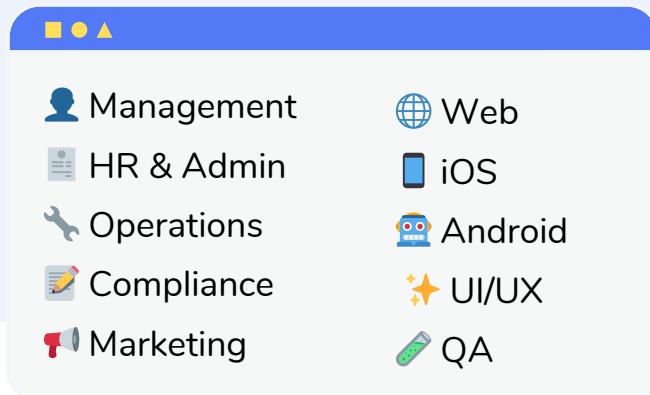 Management
HR & Admin
Operations
Compliance
Marketing
Web
iOS
Android
UI/UX
QA